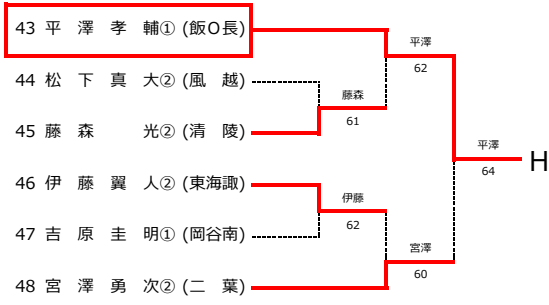 43 平 澤 孝 輔① (飯O長)
平澤
62
44 松 下 真 大② (風 越)
藤森
61
45 藤 森 光② (清 陵)
平澤
64
H
46 伊 藤 翼 人② (東海諏)
伊藤
62
47 吉 原 圭 明① (岡谷南)
宮澤
60
48 宮 澤 勇 次② (二 葉)